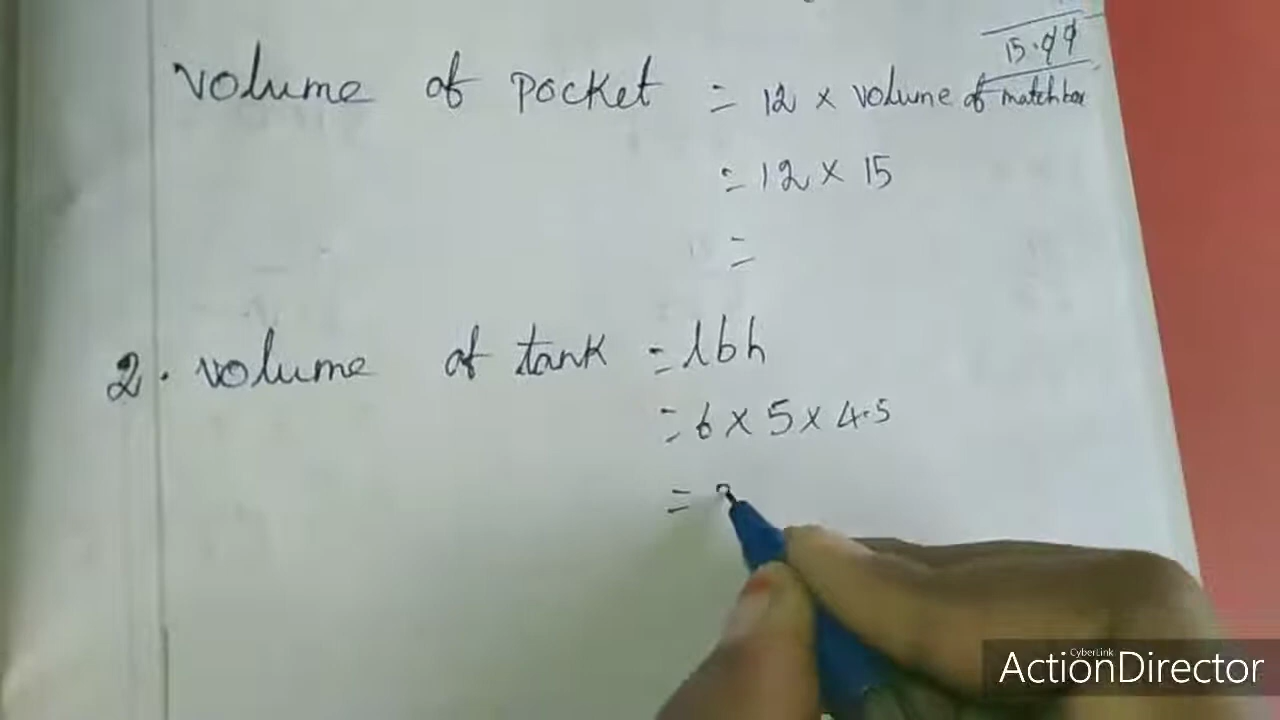 15.99
volume of pocket = 12 x volume of matchbox
= 12 x 15
=
2. volume of tank = lbh
= 6 x 5 x 4.5
=
CyberLink
ActionDirector